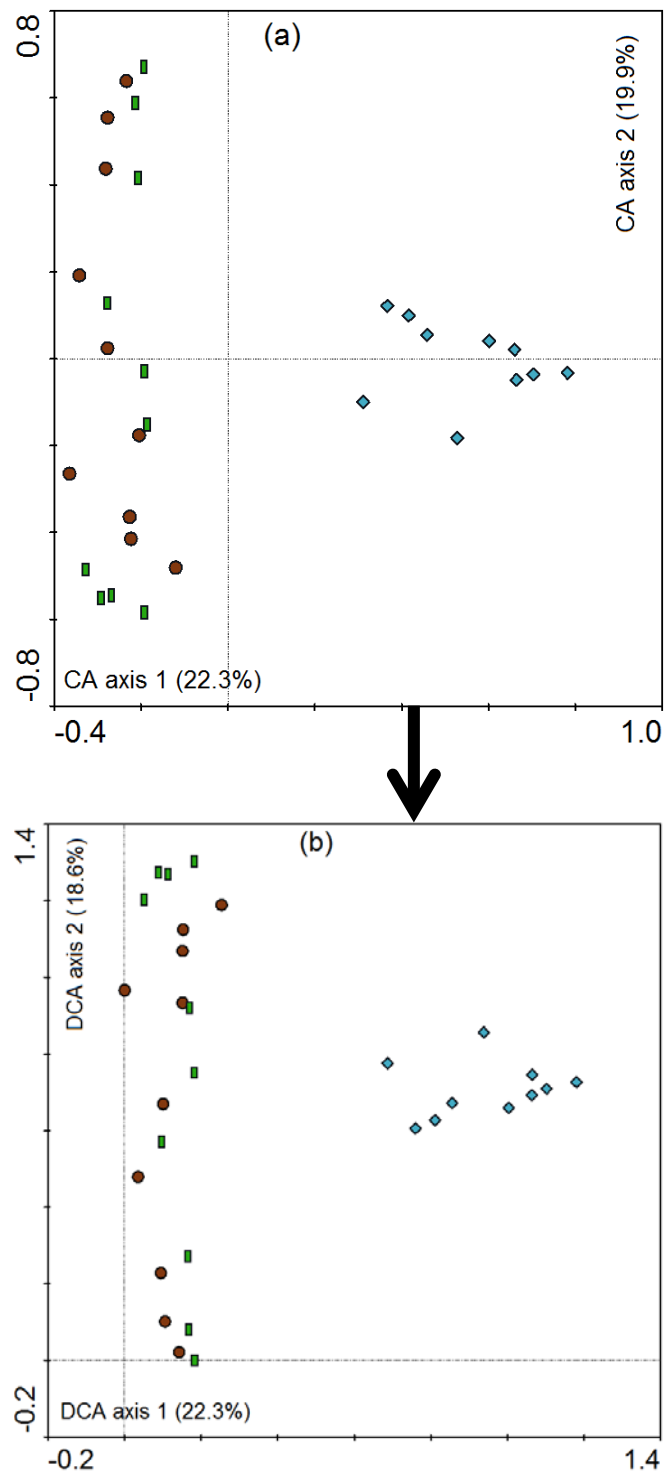 0.8
(a)
CA axis 2 (19.9%)
-0.8
CA axis 1 (22.3%)
-0.4
1.0
1.4
(b)
DCA axis 2 (18.6%)
-0.2
DCA axis 1 (22.3%)
-0.2
1.4